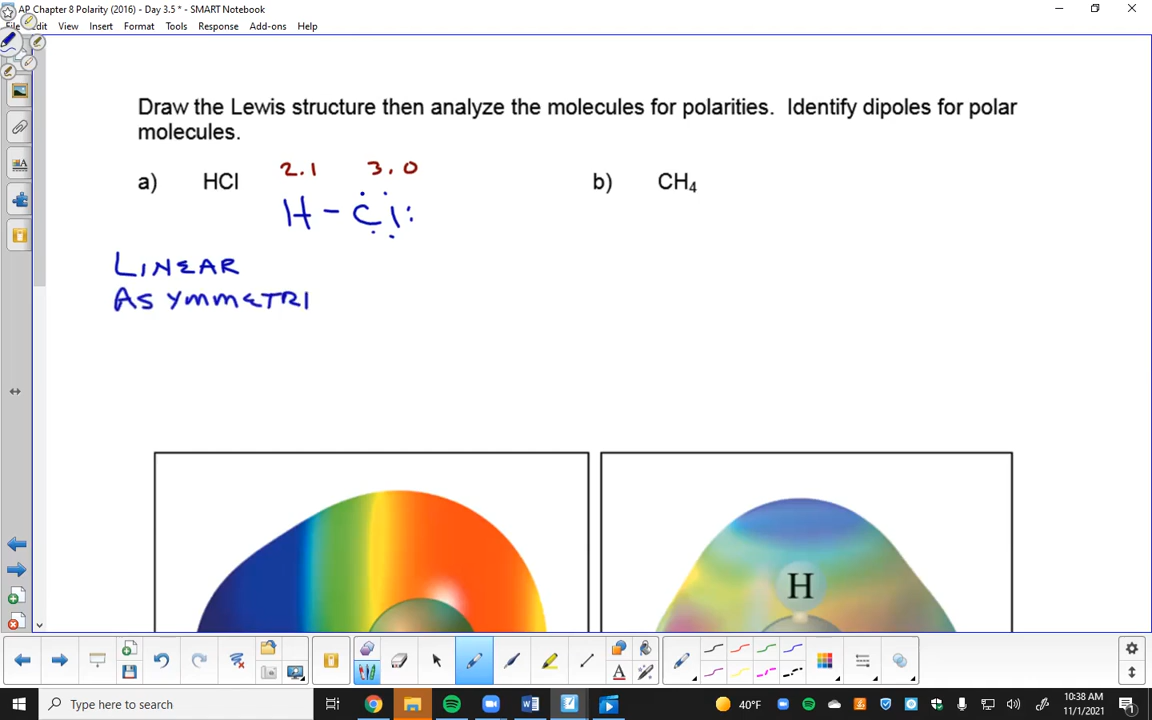 AP Chapter 8 Polarity (2016) - Day 3.5 * - SMART Notebook
File Edit View Insert Format Tools Response Add-ons Help
Draw the Lewis structure then analyze the molecules for polarities. Identify dipoles for polar
molecules.
2.1 3.0
a) HCl
b) CH₄
H - Cl:
LINEAR
ASYMMETRI
H
Type here to search
40°F
10:38 AM
11/1/2021